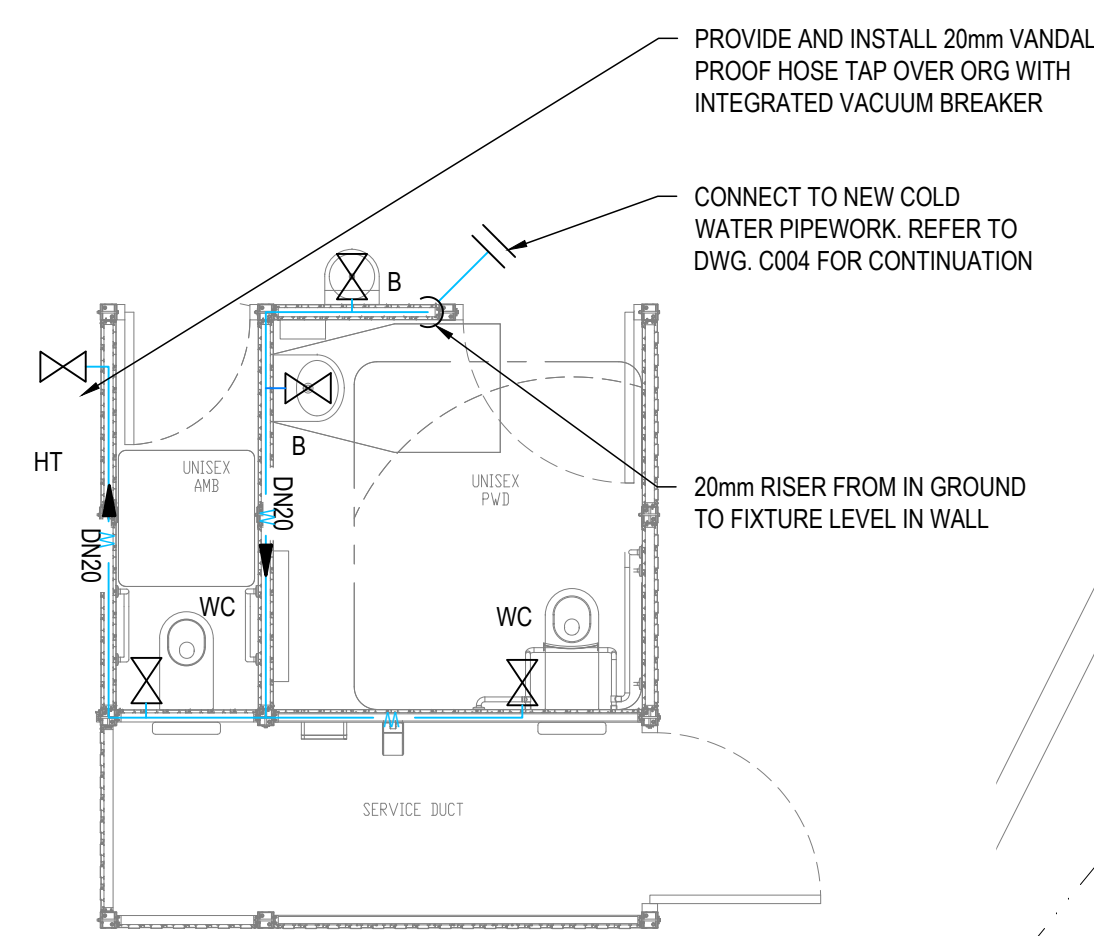 PROVIDE AND INSTALL 20mm VANDAL
PROOF HOSE TAP OVER ORG WITH
INTEGRATED VACUUM BREAKER
CONNECT TO NEW COLD
WATER PIPEWORK. REFER TO
DWG. C004 FOR CONTINUATION
B
B
HT
UNISEX
AMB
UNISEX
PWD
DN20
20mm RISER FROM IN GROUND
TO FIXTURE LEVEL IN WALL
DN20
WC
WC
SERVICE DUCT